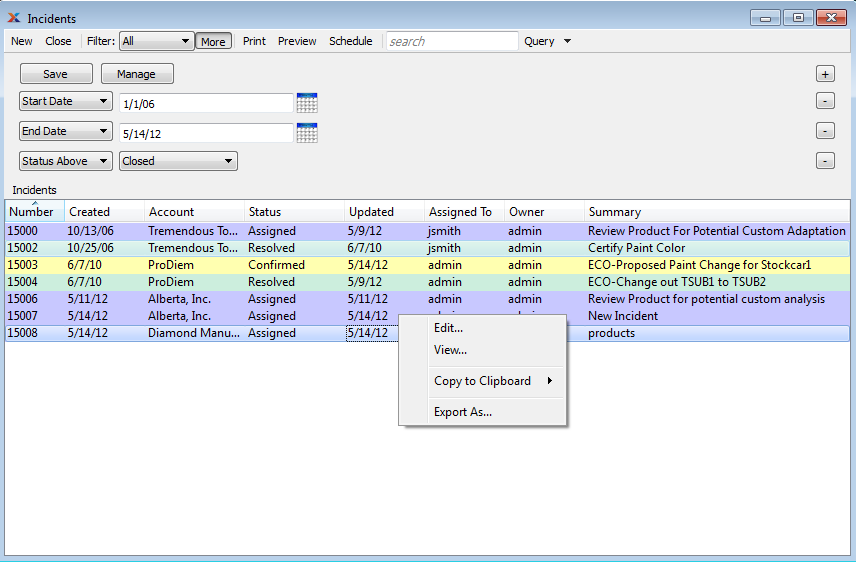 Incidents
New Close Filter: All More Print Preview Schedule search Query
Save Manage +
Start Date 1/1/06 -
End Date 5/14/12 -
Status Above Closed -
Incidents
Number Created Account Status Updated Assigned To Owner Summary
15000 10/13/06 Tremendous To... Assigned 5/9/12 jsmith admin Review Product For Potential Custom Adaptation
15002 10/25/06 Tremendous To... Resolved 6/7/10 jsmith admin Certify Paint Color
15003 6/7/10 ProDiem Confirmed 5/14/12 admin admin ECO-Proposed Paint Change for Stockcar1
15004 6/7/10 ProDiem Resolved 5/9/12 admin admin ECO-Change out TSUB1 to TSUB2
15006 5/11/12 Alberta, Inc. Assigned 5/11/12 admin admin Review Product for potential custom analysis
15007 5/14/12 Alberta, Inc. Assigned 5/14/12 New Incident
15008 5/14/12 Diamond Manu... Assigned 5/14/12 products
Edit...
View...
Copy to Clipboard
Export As...